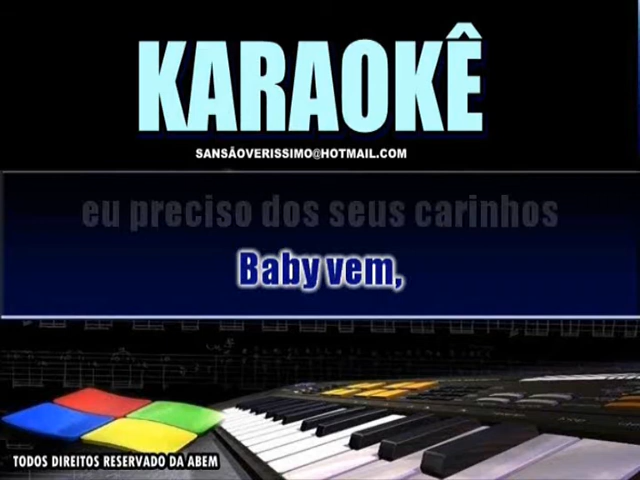 KARAOKÊ
SANSÃOVERISSIMO@HOTMAIL.COM
eu preciso dos seus carinhos
Baby vem,
TODOS DIREITOS RESERVADO DA ABEM